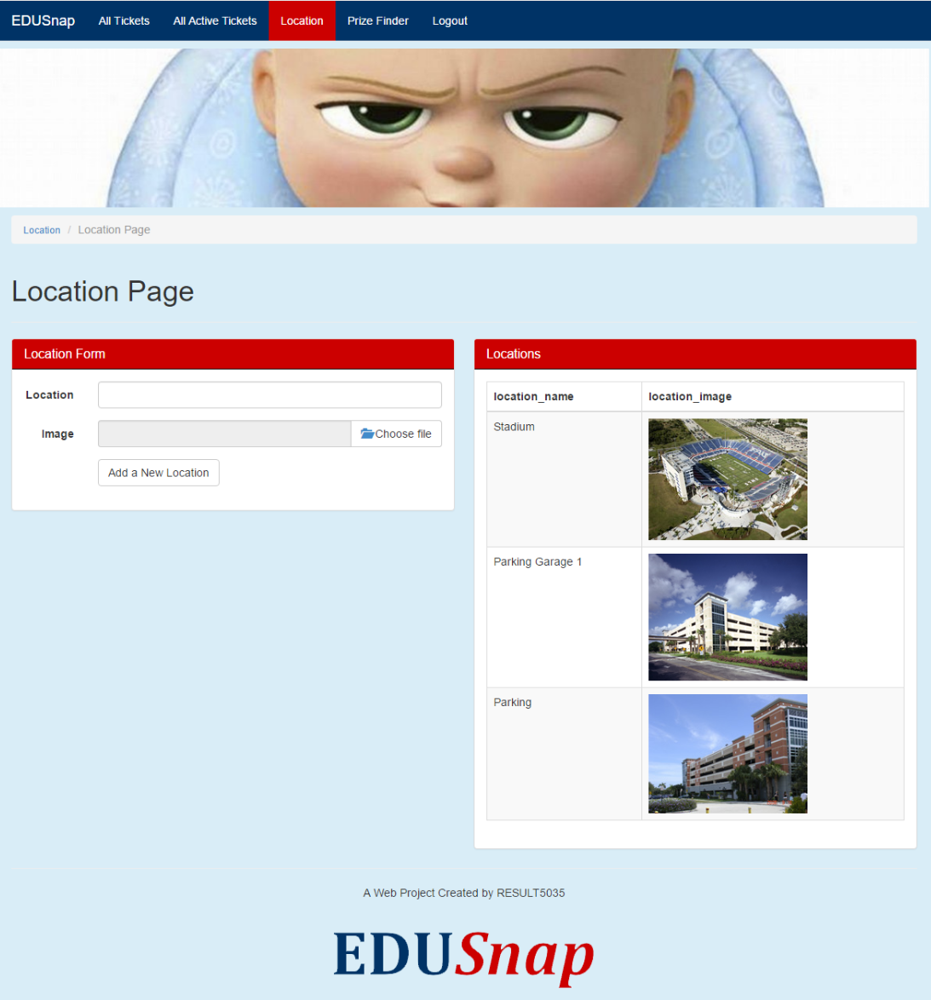 EDUSnap All Tickets All Active Tickets Location Prize Finder Logout
Location / Location Page
Location Page
Location Form
Location
Image Choose file
Add a New Location
Locations
location_name location_image
Stadium
Parking Garage 1
Parking
A Web Project Created by RESULT5035
EDUSnap